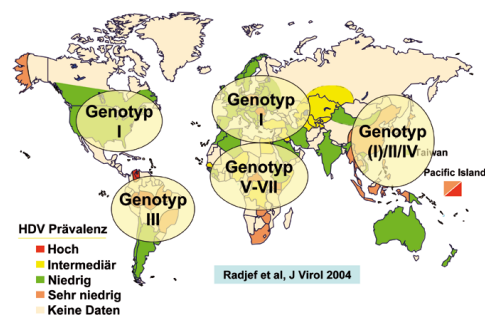 Genotyp
I
Genotyp
I
Genotyp
(I)/II/IV
Taiwan
Genotyp
V-VII
Pacific Island
Genotyp
III
HDV Prävalenz
Hoch
Intermediär
Niedrig
Sehr niedrig
Keine Daten
Radjef et al, J Virol 2004